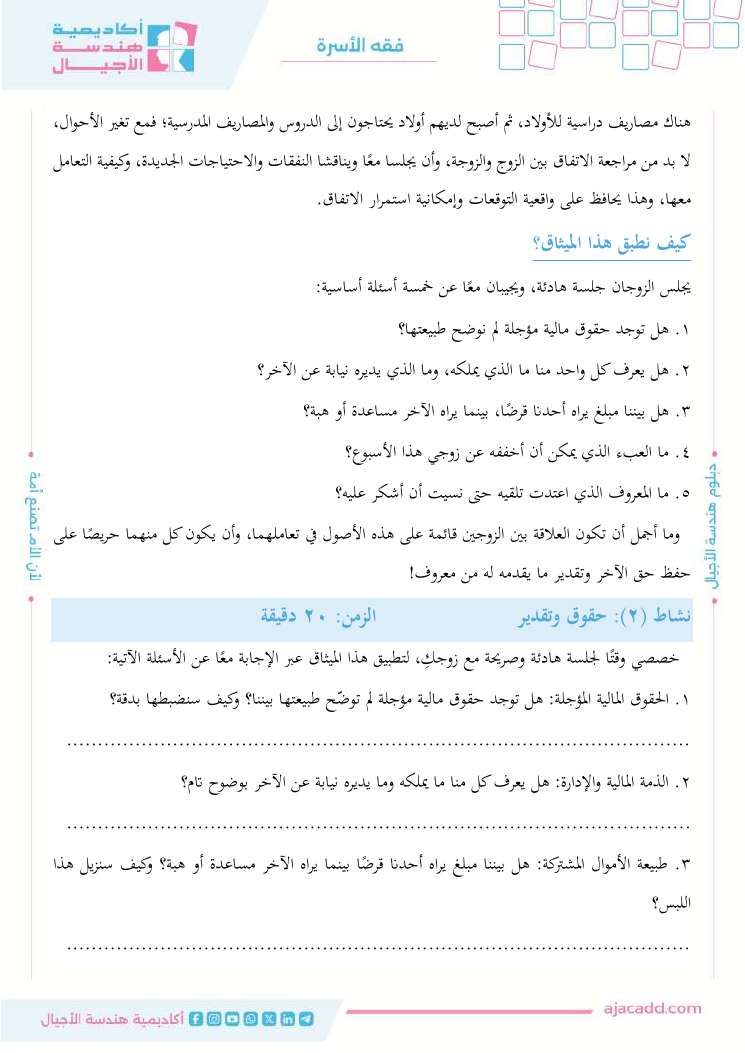 أكاديمية
هندسة
الأجيال
فقه الأسرة
هناك مصاريف دراسية للأولاد، ثم أصبح لديهم أولاد يحتاجون إلى الدروس والمصاريف المدرسية؛ فمع تغير الأحوال،
لا بد من مراجعة الاتفاق بين الزوج والزوجة، وأن يجلسا معًا ويناقشا النفقات والاحتياجات الجديدة، وكيفية التعامل
معها، وهذا يحافظ على واقعية التوقعات وإمكانية استمرار الاتفاق.
كيف نطبق هذا الميثاق؟
يجلس الزوجان جلسة هادئة، ويجيبان معًا عن خمسة أسئلة أساسية:
١. هل توجد حقوق مالية مؤجلة لم نوضح طبيعتها؟
٢. هل يعرف كل واحد منا ما الذي يملكه، وما الذي يديره نيابة عن الآخر؟
٣. هل بيننا مبلغ يراه أحدنا قرضًا، بينما يراه الآخر مساعدة أو هبة؟
٤. ما العبء الذي يمكن أن أخففه عن زوجي هذا الأسبوع؟
٥. ما المعروف الذي اعتدت تلقيه حتى نسيت أن أشكر عليه؟
وما أجمل أن تكون العلاقة بين الزوجين قائمة على هذه الأصول في تعاملهما، وأن يكون كل منهما حريصًا على
حفظ حق الآخر وتقدير ما يقدمه له من معروف!
نشاط (٢): حقوق وتقدير الزمن: ٢٠ دقيقة
خصصي وقتًا لجلسة هادئة وصريحة مع زوجكِ، لتطبيق هذا الميثاق عبر الإجابة معًا عن الأسئلة الآتية:
١. الحقوق المالية المؤجلة: هل توجد حقوق مالية مؤجلة لم توضّح طبيعتها بيننا؟ وكيف سنضبطها بدقة؟
................................................................................................
٢. الذمة المالية والإدارة: هل يعرف كل منا ما يملكه وما يديره نيابة عن الآخر بوضوح تام؟
................................................................................................
٣. طبيعة الأموال المشتركة: هل بيننا مبلغ يراه أحدنا قرضًا بينما يراه الآخر مساعدة أو هبة؟ وكيف سنزيل هذا
اللبس؟
................................................................................................
دبلوم هندسة الأجيال
لأن الأم تصنع أمة
أكاديمية هندسة الأجيال
ajacadd.com